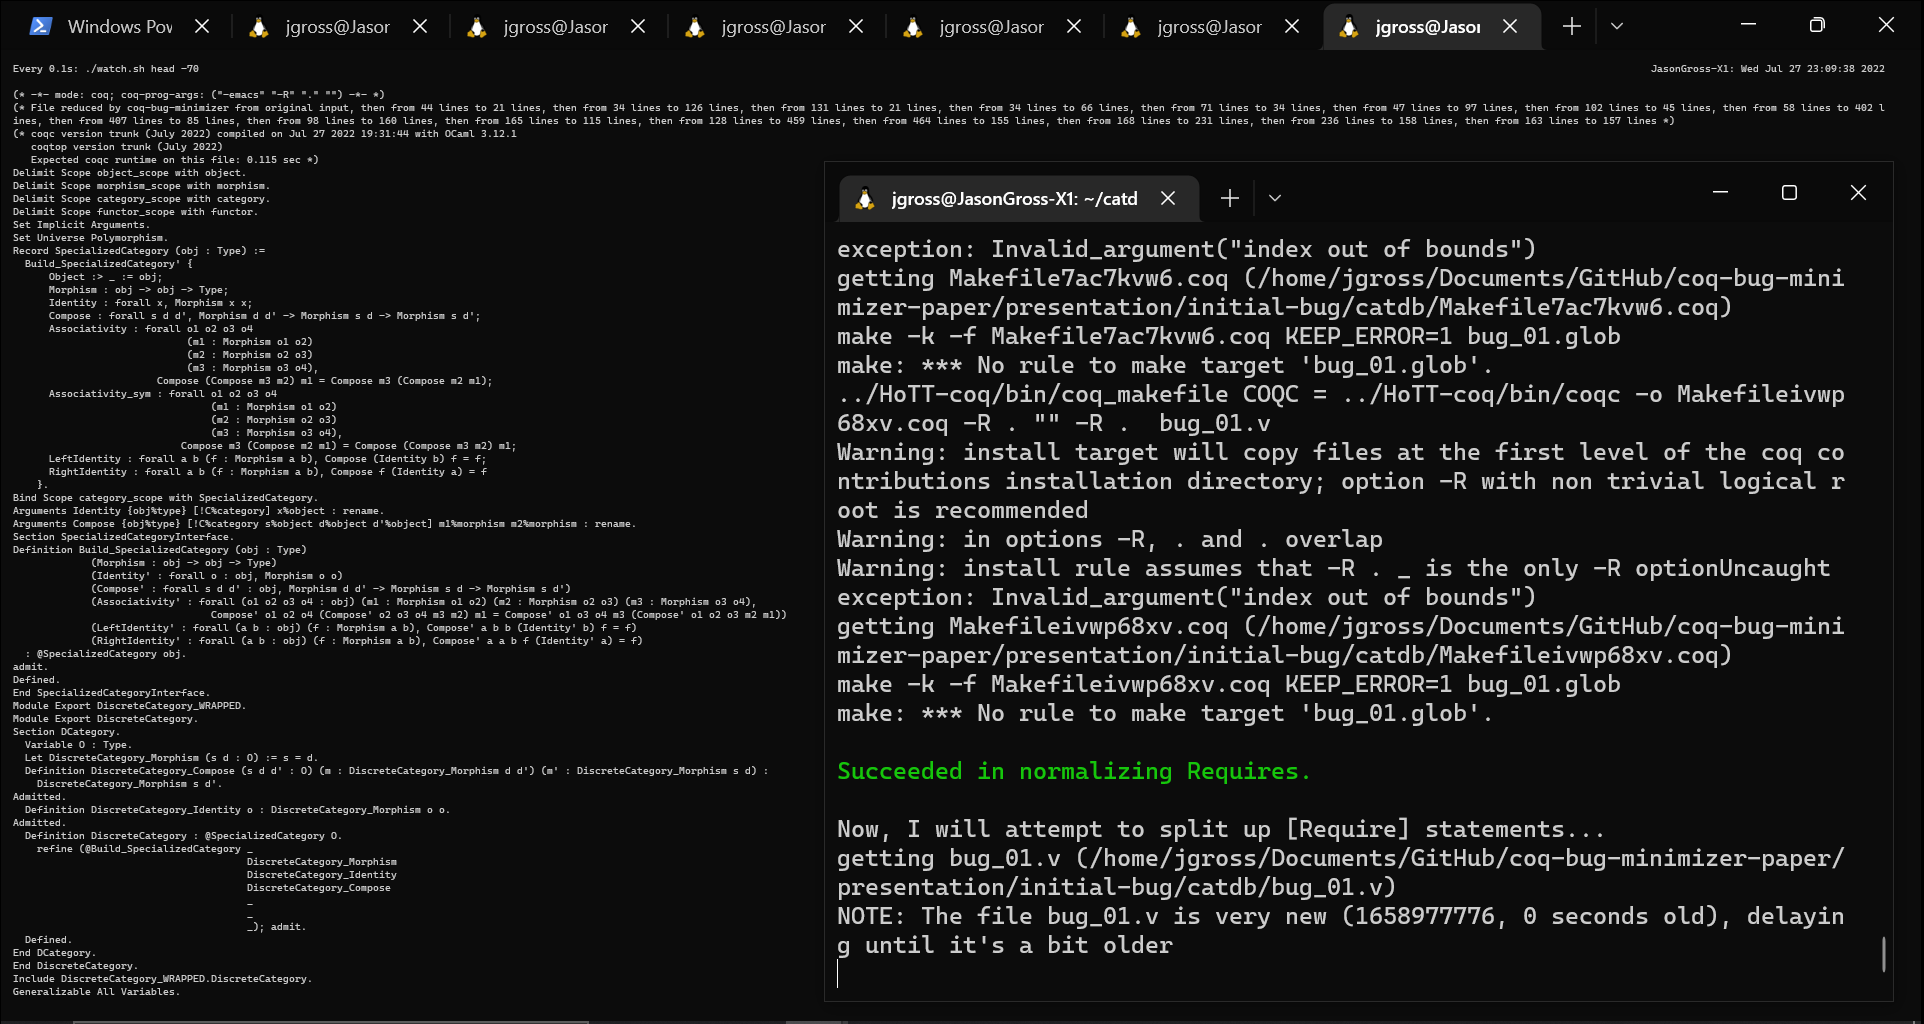 Windows Pov
jgross@Jasor
jgross@Jasor
jgross@Jasor
jgross@Jasor
jgross@Jasor
jgross@Jasor
Every 0.1s: ./watch.sh head -70
JasonGross-X1: Wed Jul 27 23:09:38 2022
(* -*- mode: coq; coq-prog-args: ("-emacs" "-R" "." "") -*- *)
(* File reduced by coq-bug-minimizer from original input, then from 44 lines to 21 lines, then from 34 lines to 126 lines, then from 131 lines to 21 lines, then from 34 lines to 66 lines, then from 71 lines to 34 lines, then from 47 lines to 97 lines, then from 102 lines to 45 lines, then from 58 lines to 402 l
ines, then from 407 lines to 85 lines, then from 98 lines to 160 lines, then from 165 lines to 115 lines, then from 128 lines to 459 lines, then from 464 lines to 155 lines, then from 168 lines to 231 lines, then from 236 lines to 158 lines, then from 163 lines to 157 lines *)
(* coqc version trunk (July 2022) compiled on Jul 27 2022 19:31:44 with OCaml 3.12.1
   coqtop version trunk (July 2022)
   Expected coqc runtime on this file: 0.115 sec *)
Delimit Scope object_scope with object.
Delimit Scope morphism_scope with morphism.
Delimit Scope category_scope with category.
Delimit Scope functor_scope with functor.
Set Implicit Arguments.
Set Universe Polymorphism.
Record SpecializedCategory (obj : Type) :=
  Build_SpecializedCategory' {
      Object :> _ := obj;
      Morphism : obj -> obj -> Type;
      Identity : forall x, Morphism x x;
      Compose : forall s d d', Morphism d d' -> Morphism s d -> Morphism s d';
      Associativity : forall o1 o2 o3 o4
                             (m1 : Morphism o1 o2)
                             (m2 : Morphism o2 o3)
                             (m3 : Morphism o3 o4),
                        Compose (Compose m3 m2) m1 = Compose m3 (Compose m2 m1);
      Associativity_sym : forall o1 o2 o3 o4
                                 (m1 : Morphism o1 o2)
                                 (m2 : Morphism o2 o3)
                                 (m3 : Morphism o3 o4),
                            Compose m3 (Compose m2 m1) = Compose (Compose m3 m2) m1;
      LeftIdentity : forall a b (f : Morphism a b), Compose (Identity b) f = f;
      RightIdentity : forall a b (f : Morphism a b), Compose f (Identity a) = f
    }.
Bind Scope category_scope with SpecializedCategory.
Arguments Identity {obj%type} [!C%category] x%object : rename.
Arguments Compose {obj%type} [!C%category s%object d%object d'%object] m1%morphism m2%morphism : rename.
Section SpecializedCategoryInterface.
Definition Build_SpecializedCategory (obj : Type)
             (Morphism : obj -> obj -> Type)
             (Identity' : forall o : obj, Morphism o o)
             (Compose' : forall s d d' : obj, Morphism d d' -> Morphism s d -> Morphism s d')
             (Associativity' : forall (o1 o2 o3 o4 : obj) (m1 : Morphism o1 o2) (m2 : Morphism o2 o3) (m3 : Morphism o3 o4),
                                 Compose' o1 o2 o4 (Compose' o2 o3 o4 m3 m2) m1 = Compose' o1 o3 o4 m3 (Compose' o1 o2 o3 m2 m1))
             (LeftIdentity' : forall (a b : obj) (f : Morphism a b), Compose' a b b (Identity' b) f = f)
             (RightIdentity' : forall (a b : obj) (f : Morphism a b), Compose' a a b f (Identity' a) = f)
  : @SpecializedCategory obj.
admit.
Defined.
End SpecializedCategoryInterface.
Module Export DiscreteCategory_WRAPPED.
Module Export DiscreteCategory.
Section DCategory.
  Variable O : Type.
  Let DiscreteCategory_Morphism (s d : O) := s = d.
  Definition DiscreteCategory_Compose (s d d' : O) (m : DiscreteCategory_Morphism d d') (m' : DiscreteCategory_Morphism s d) :
    DiscreteCategory_Morphism s d'.
Admitted.
  Definition DiscreteCategory_Identity o : DiscreteCategory_Morphism o o.
Admitted.
  Definition DiscreteCategory : @SpecializedCategory O.
    refine (@Build_SpecializedCategory _
                                       DiscreteCategory_Morphism
                                       DiscreteCategory_Identity
                                       DiscreteCategory_Compose
                                       _
                                       _
                                       _); admit.
  Defined.
End DCategory.
End DiscreteCategory.
Include DiscreteCategory_WRAPPED.DiscreteCategory.
Generalizable All Variables.
jgross@JasonGross-X1: ~/catd
exception: Invalid_argument("index out of bounds")
getting Makefile7ac7kvw6.coq (/home/jgross/Documents/GitHub/coq-bug-mini
mizer-paper/presentation/initial-bug/catdb/Makefile7ac7kvw6.coq)
make -k -f Makefile7ac7kvw6.coq KEEP_ERROR=1 bug_01.glob
make: *** No rule to make target 'bug_01.glob'.
../HoTT-coq/bin/coq_makefile COQC = ../HoTT-coq/bin/coqc -o Makefileivwp
68xv.coq -R . "" -R .  bug_01.v
Warning: install target will copy files at the first level of the coq co
ntributions installation directory; option -R with non trivial logical r
oot is recommended
Warning: in options -R, . and . overlap
Warning: install rule assumes that -R . _ is the only -R optionUncaught
exception: Invalid_argument("index out of bounds")
getting Makefileivwp68xv.coq (/home/jgross/Documents/GitHub/coq-bug-mini
mizer-paper/presentation/initial-bug/catdb/Makefileivwp68xv.coq)
make -k -f Makefileivwp68xv.coq KEEP_ERROR=1 bug_01.glob
make: *** No rule to make target 'bug_01.glob'.
Succeeded in normalizing Requires.
Now, I will attempt to split up [Require] statements...
getting bug_01.v (/home/jgross/Documents/GitHub/coq-bug-minimizer-paper/
presentation/initial-bug/catdb/bug_01.v)
NOTE: The file bug_01.v is very new (1658977776, 0 seconds old), delayin
g until it's a bit older